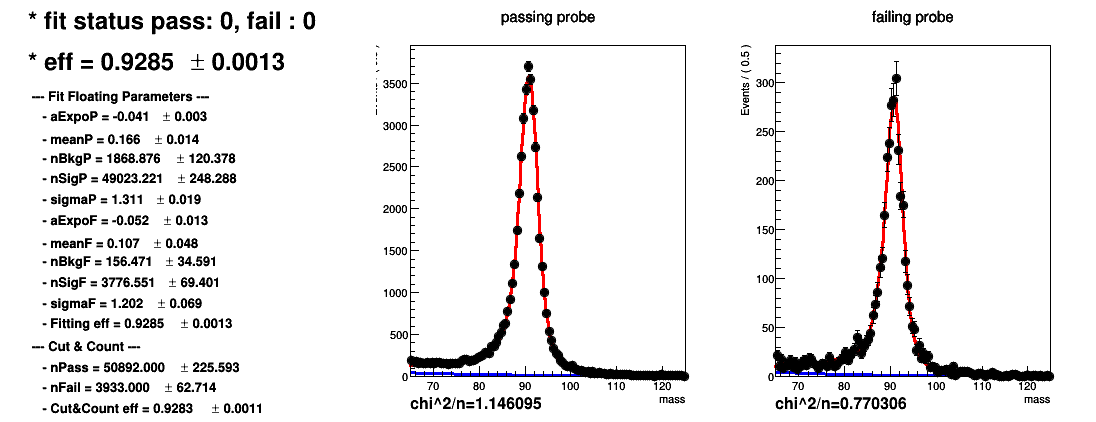 * fit status pass: 0, fail : 0
* eff = 0.9285 ± 0.0013
--- Fit Floating Parameters ---
- aExpoP = -0.041 ± 0.003
- meanP = 0.166 ± 0.014
- nBkgP = 1868.876 ± 120.378
- nSigP = 49023.221 ± 248.288
- sigmaP = 1.311 ± 0.019
- aExpoF = -0.052 ± 0.013
- meanF = 0.107 ± 0.048
- nBkgF = 156.471 ± 34.591
- nSigF = 3776.551 ± 69.401
- sigmaF = 1.202 ± 0.069
- Fitting eff = 0.9285 ± 0.0013
--- Cut & Count ---
- nPass = 50892.000 ± 225.593
- nFail = 3933.000 ± 62.714
- Cut&Count eff = 0.9283 ± 0.0011
passing probe
3500
3000
2500
2000
1500
1000
500
0
70 80 90 100 110 120
mass
chi^2/n=1.146095
failing probe
Events / ( 0.5 )
300
250
200
150
100
50
0
70 80 90 100 110 120
mass
chi^2/n=0.770306